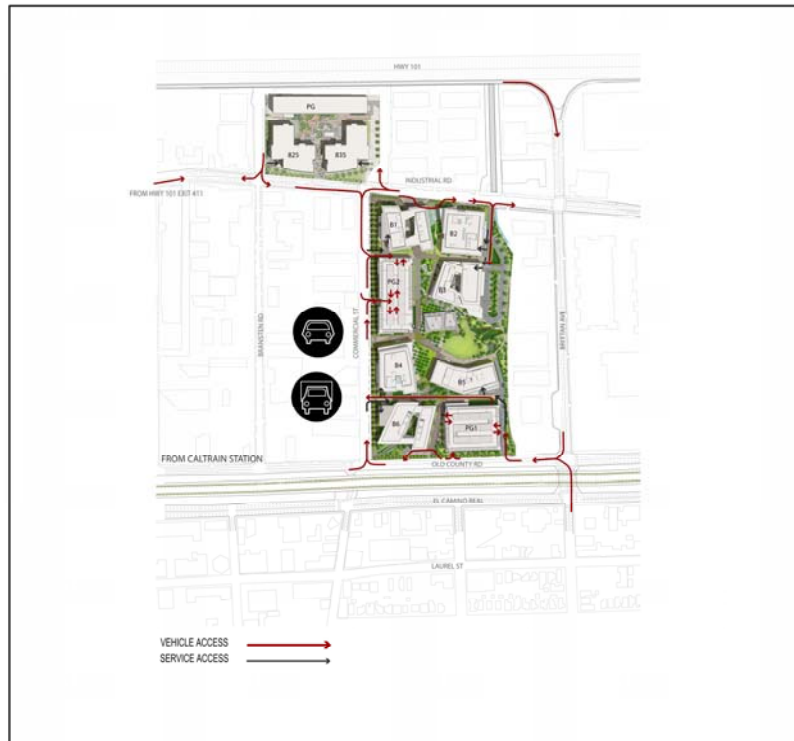 HWY 101
PG
B25
B35
INDUSTRIAL RD.
FROM HWY 101 EXIT 411
B1
B2
PG2
B3
BRANSTEN RD.
COMMERCIAL ST.
BRITTAN AVE
B4
B5
B6
PG1
FROM CALTRAIN STATION
OLD COUNTY RD
EL CAMINO REAL
LAUREL ST
VEHICLE ACCESS
SERVICE ACCESS